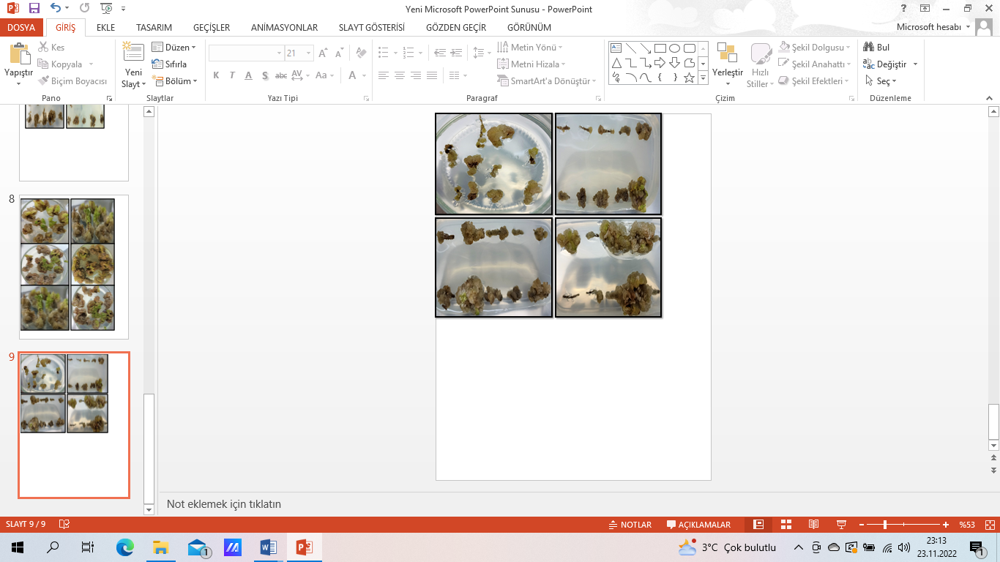 Yeni Microsoft PowerPoint Sunusu - PowerPoint
?
DOSYA GİRİŞ EKLE TASARIM GEÇİŞLER ANİMASYONLAR SLAYT GÖSTERİSİ GÖZDEN GEÇİR GÖRÜNÜM Microsoft hesabı
Yapıştır
Kes
Kopyala
Biçim Boyacısı
Pano
Yeni
Slayt
Düzen
Sıfırla
Bölüm
Slaytlar
21
K T A S abc AV Aa A
Yazı Tipi
Metin Yönü
Metni Hizala
SmartArt'a Dönüştür
Paragraf
Yerleştir
Hızlı
Stiller
Şekil Dolgusu
Şekil Anahattı
Şekil Efektleri
Çizim
Bul
Değiştir
Seç
Düzenleme
8
9
Not eklemek için tıklatın
SLAYT 9 / 9 NOTLAR AÇIKLAMALAR %53
1
3°C Çok bulutlu
23:13
23.11.2022
1